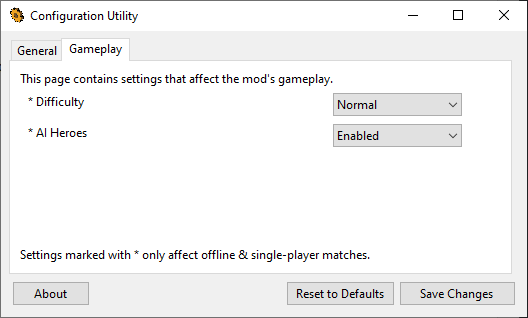 Configuration Utility
General
Gameplay
This page contains settings that affect the mod's gameplay.
* Difficulty
Normal
* AI Heroes
Enabled
Settings marked with * only affect offline & single-player matches.
About
Reset to Defaults
Save Changes